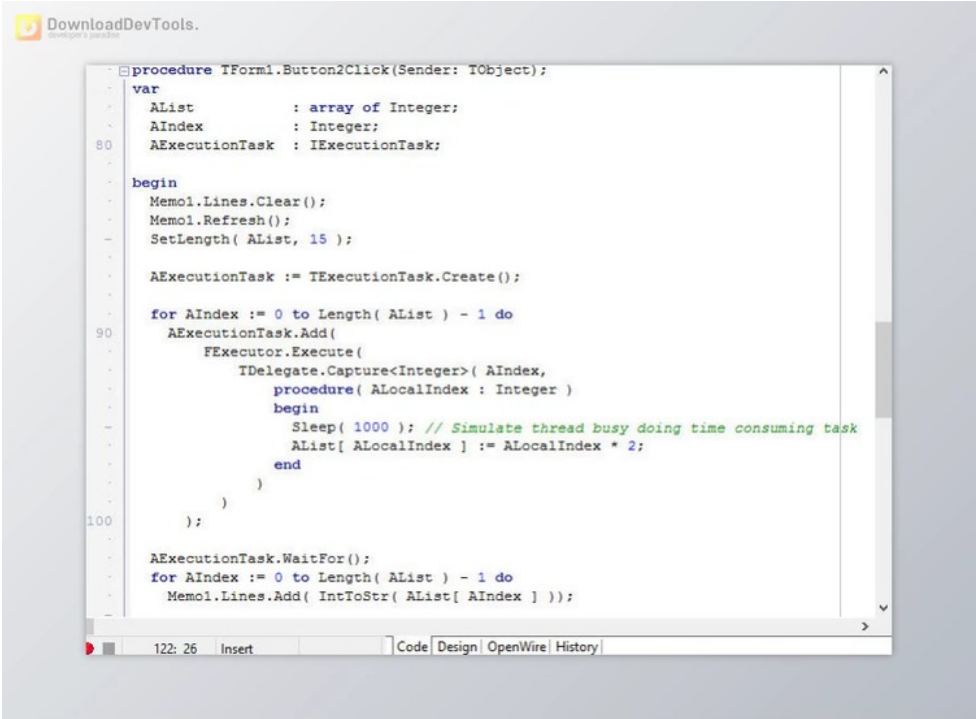 DownloadDevTools.
developer's paradise
procedure TForm1.Button2Click(Sender: TObject);
var
AList : array of Integer;
AIndex : Integer;
80 AExecutionTask : IExecutionTask;
begin
Memo1.Lines.Clear();
Memo1.Refresh();
SetLength( AList, 15 );
AExecutionTask := TExecutionTask.Create();
for AIndex := 0 to Length( AList ) - 1 do
90 AExecutionTask.Add(
FExecutor.Execute(
TDelegate.Capture<Integer>( AIndex,
procedure( ALocalIndex : Integer )
begin
Sleep( 1000 ); // Simulate thread busy doing time consuming task
AList[ ALocalIndex ] := ALocalIndex * 2;
end
)
)
100 );
AExecutionTask.WaitFor();
for AIndex := 0 to Length( AList ) - 1 do
Memo1.Lines.Add( IntToStr( AList[ AIndex ] ));
122: 26 Insert Code Design OpenWire History